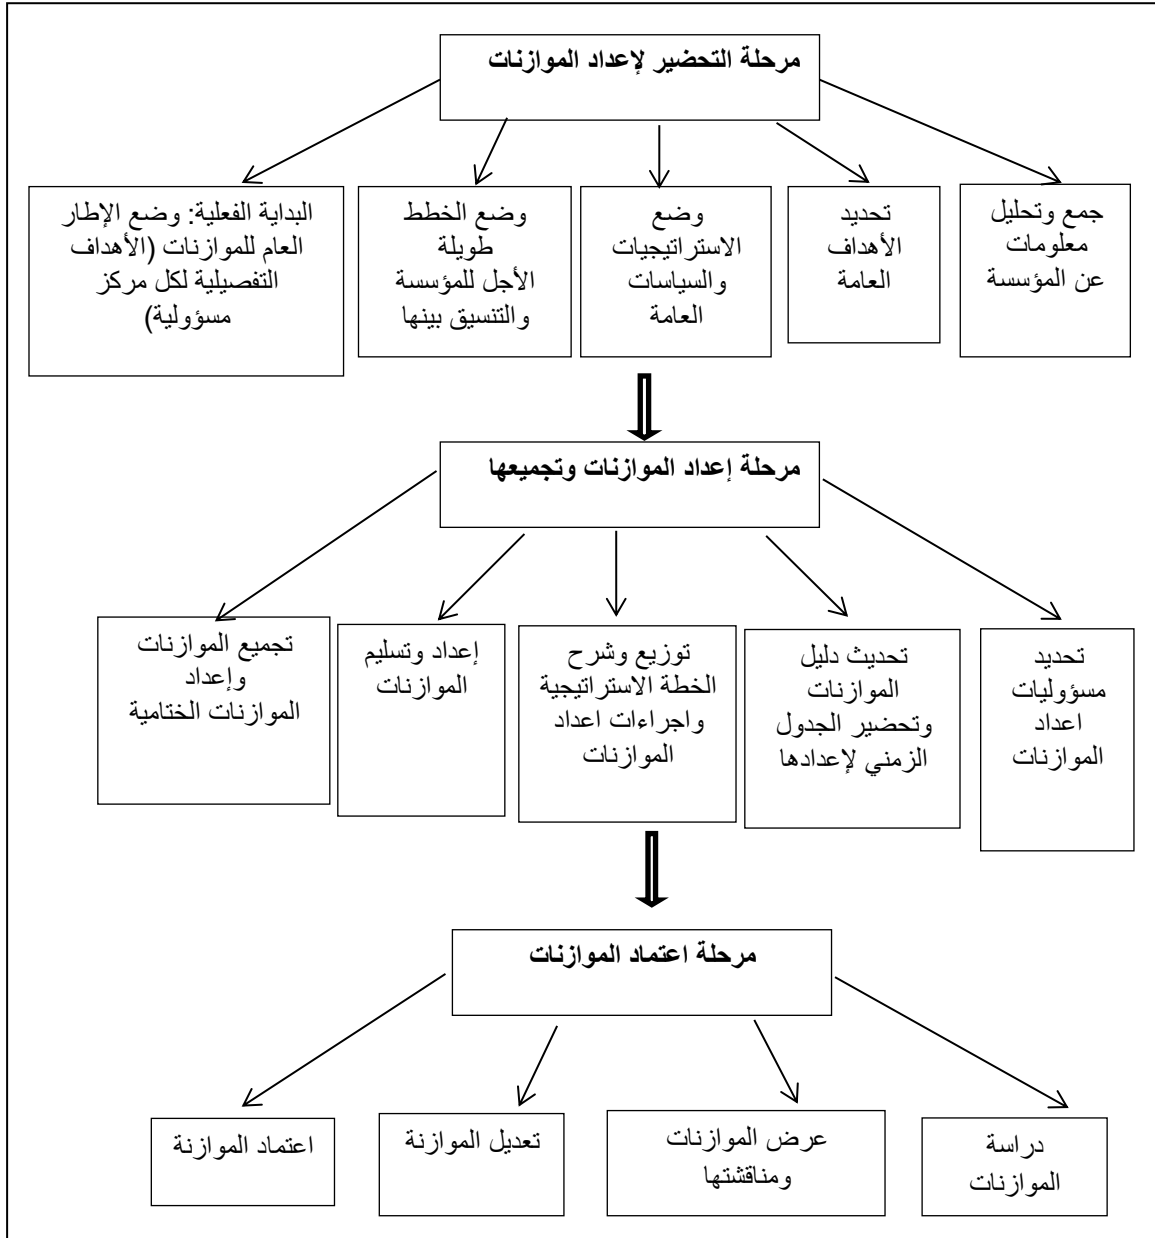 مرحلة التحضير لإعداد الموازنات
جمع وتحليل
معلومات
عن المؤسسة
تحديد
الأهداف
العامة
وضع
الاستراتيجيات
والسياسات
العامة
وضع الخطط
طويلة
الأجل للمؤسسة
والتنسيق بينها
البداية الفعلية: وضع الإطار
العام للموازنات (الأهداف
التفصيلية لكل مركز
مسؤولية)
مرحلة إعداد الموازنات وتجميعها
تحديد
مسؤوليات
اعداد
الموازنات
تحديث دليل
الموازنات
وتحضير الجدول
الزمني لإعدادها
توزيع وشرح
الخطة الاستراتيجية
واجراءات اعداد
الموازنات
إعداد وتسليم
الموازنات
تجميع الموازنات
وإعداد
الموازنات الختامية
مرحلة اعتماد الموازنات
دراسة
الموازنات
عرض الموازنات
ومناقشتها
تعديل الموازنة
اعتماد الموازنة